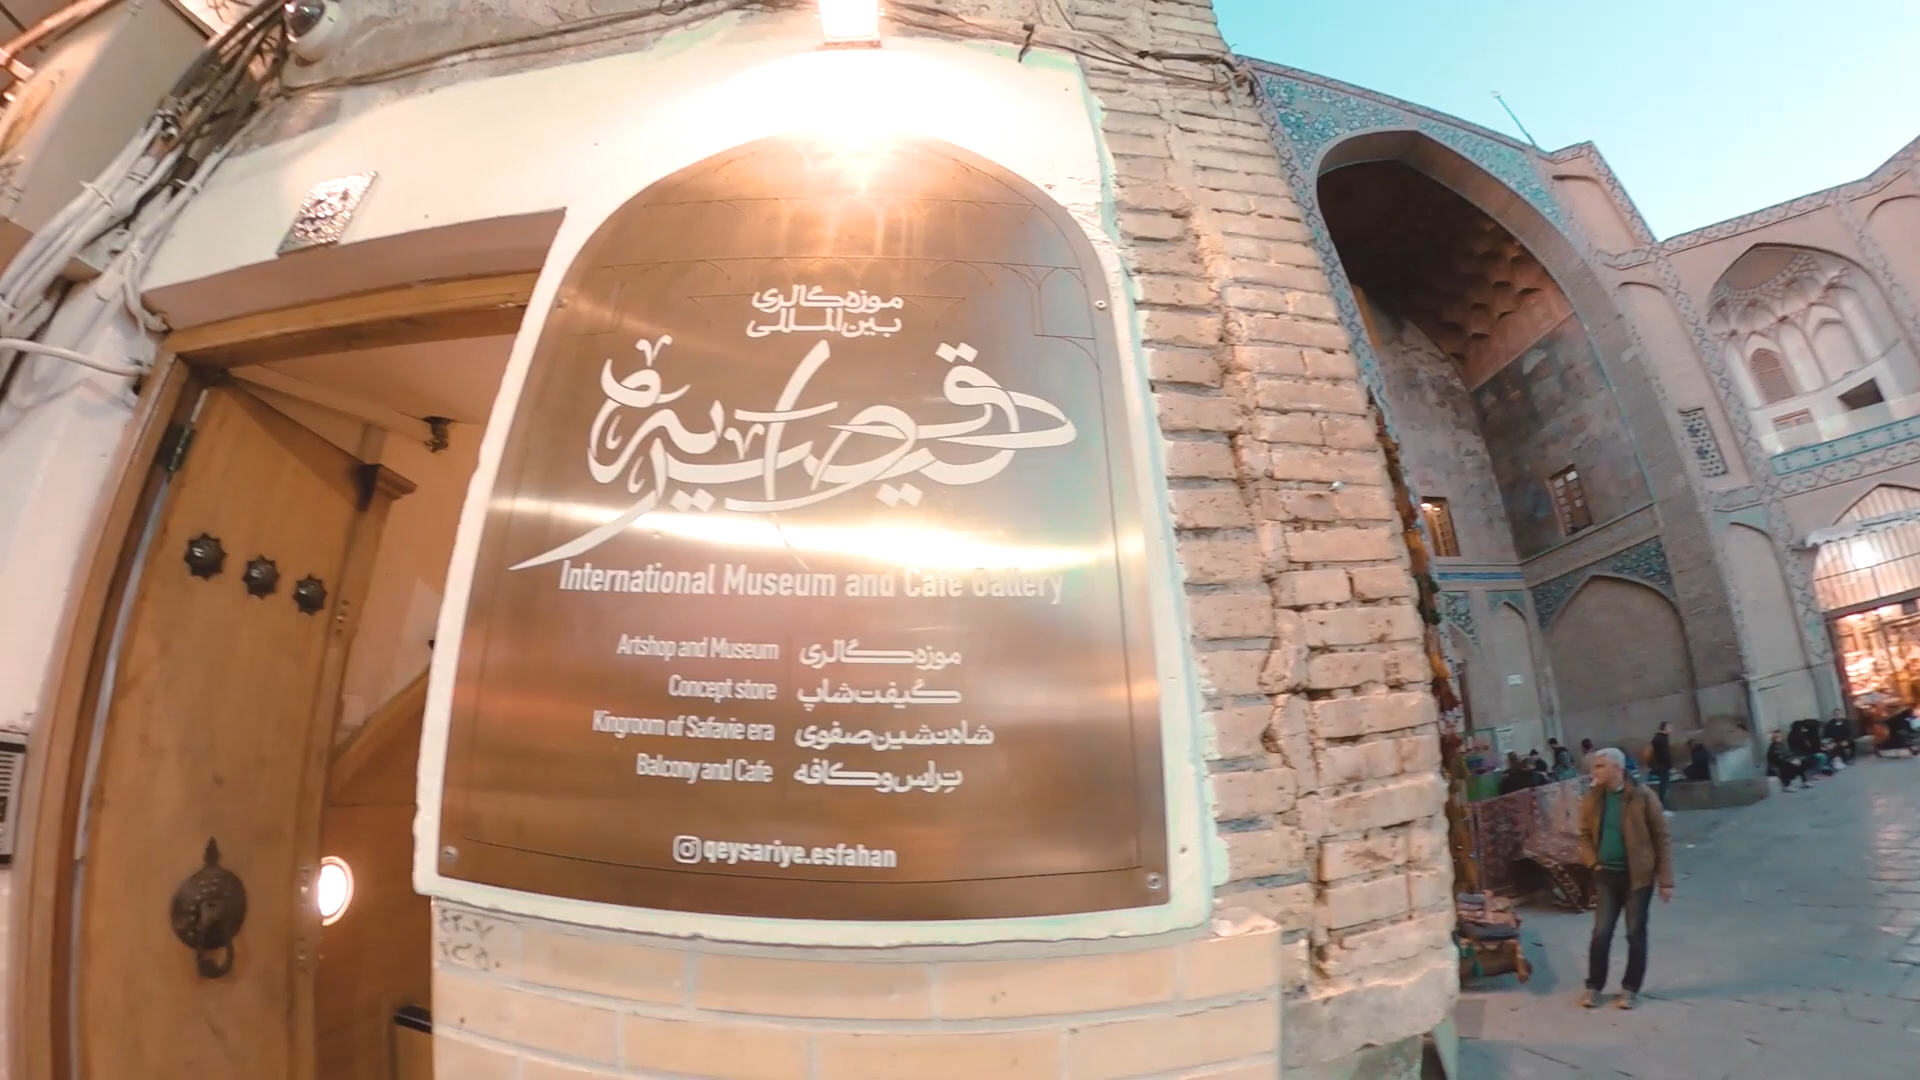 موزه گالری
بین‌المللی
قیصریه
International Museum and Cafe Gallery
Artshop and Museum موزه گالری
Concept store گیفت شاپ
Kingroom of Safavie era شاه نشین صفوی
Balcony and Cafe تراس و کافه
qeysariye.esfahan